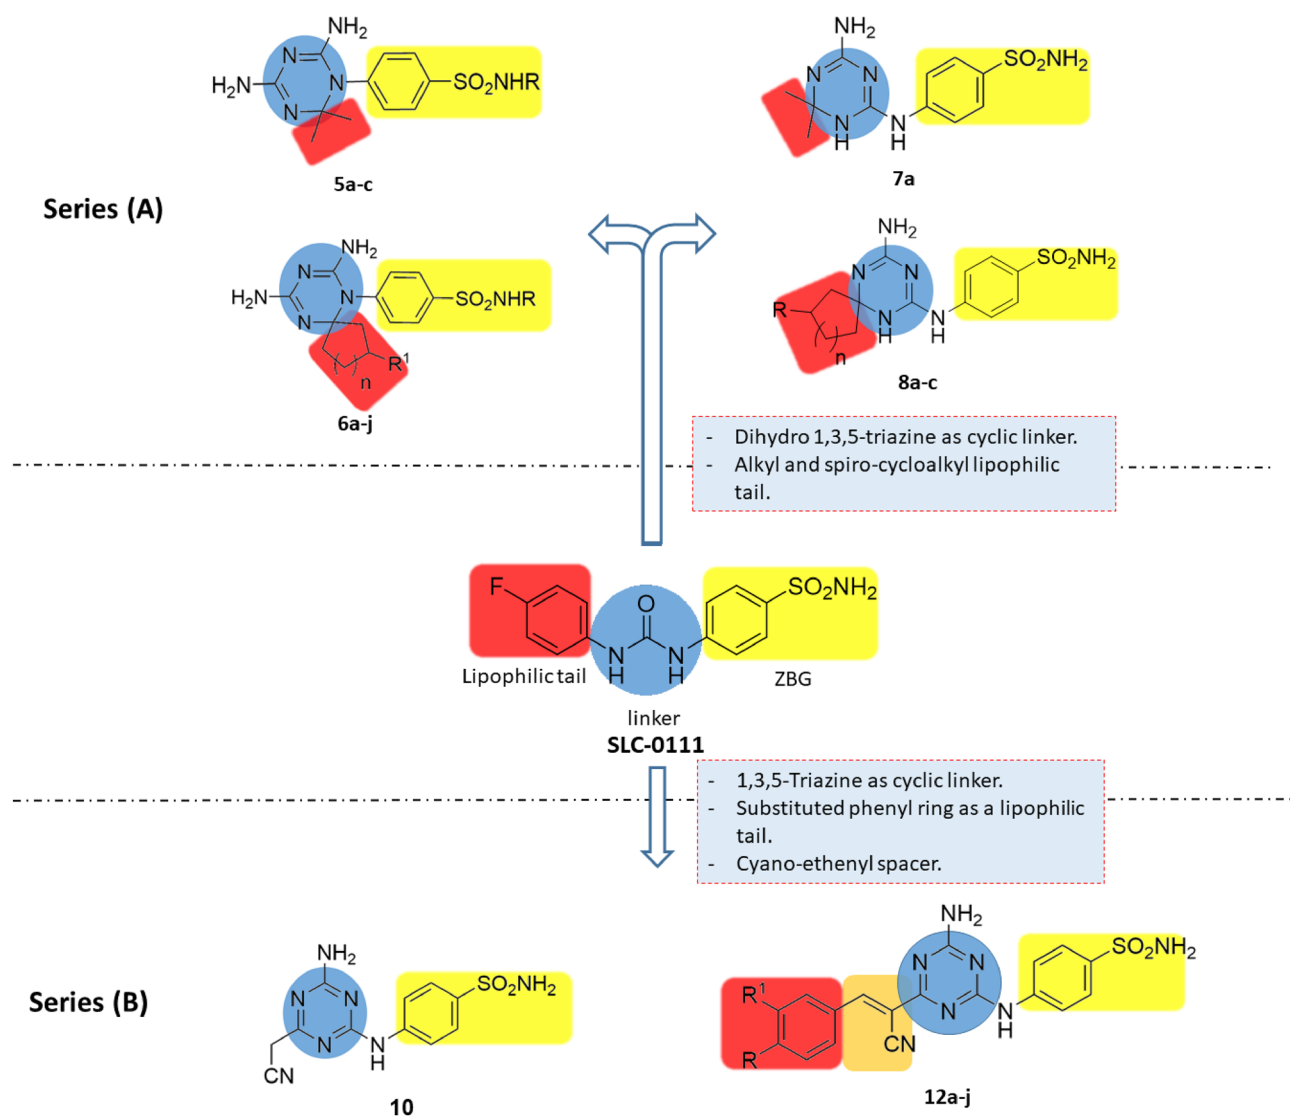 NH₂
N
N
N
H₂N
SO₂NHR
5a-c
NH₂
N
N
N
H
N
H
SO₂NH₂
7a
Series (A)
NH₂
N
N
N
H₂N
SO₂NHR
R¹
n
6a-j
NH₂
N
N
NH
N
H
SO₂NH₂
R
n
8a-c
- Dihydro 1,3,5-triazine as cyclic linker.
- Alkyl and spiro-cycloalkyl lipophilic
tail.
F
O
N
H
N
H
SO₂NH₂
Lipophilic tail
ZBG
linker
SLC-0111
- 1,3,5-Triazine as cyclic linker.
- Substituted phenyl ring as a lipophilic
tail.
- Cyano-ethenyl spacer.
Series (B)
NH₂
N
N
N
N
H
SO₂NH₂
CN
10
NH₂
N
N
N
N
H
SO₂NH₂
R¹
R
CN
12a-j